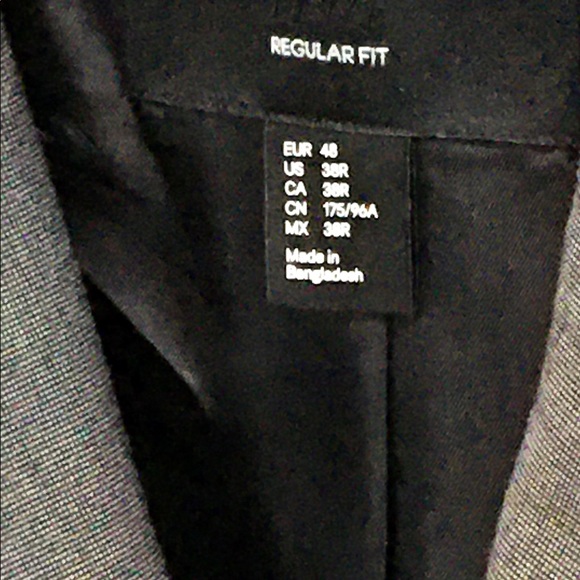 REGULAR FIT
EUR 48
US 38R
CA 38R
CN 175/96A
MX 38R
Made in
Bangladesh